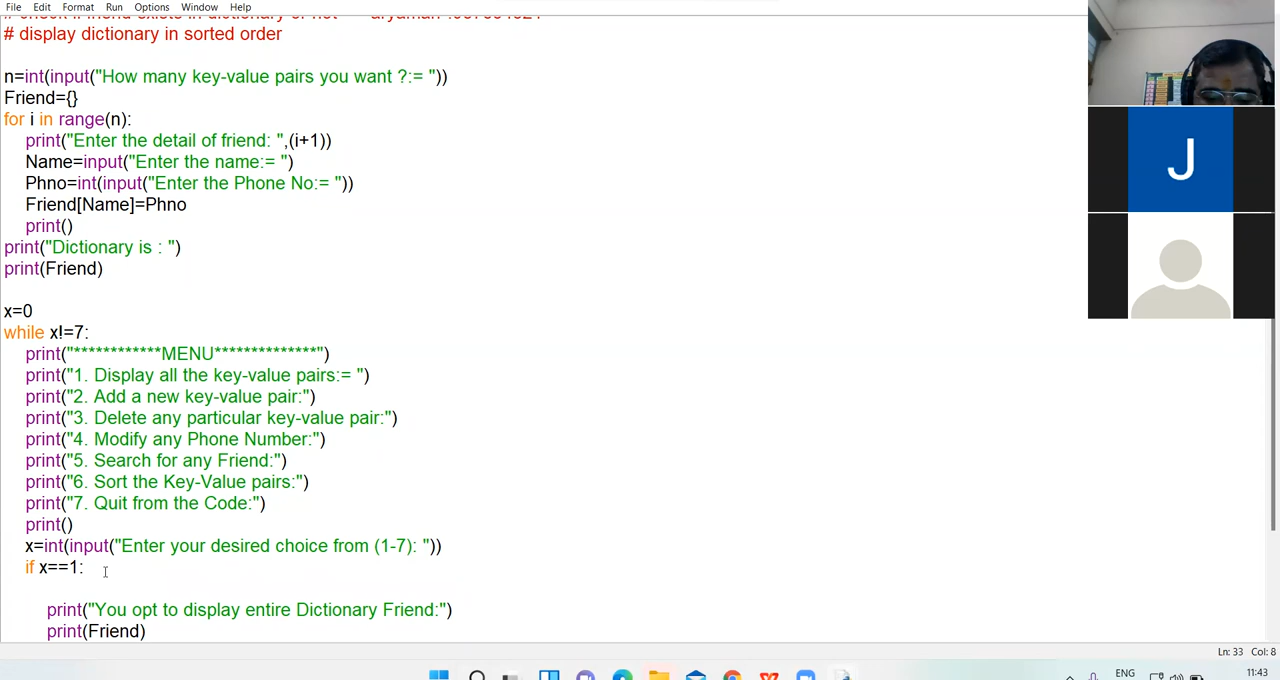 File Edit Format Run Options Window Help
# display dictionary in sorted order
n=int(input("How many key-value pairs you want ?:= "))
Friend={}
for i in range(n):
print("Enter the detail of friend: ",(i+1))
Name=input("Enter the name:= ")
Phno=int(input("Enter the Phone No:= "))
Friend[Name]=Phno
print()
print("Dictionary is : ")
print(Friend)
x=0
while x!=7:
print("************MENU**************")
print("1. Display all the key-value pairs:= ")
print("2. Add a new key-value pair:")
print("3. Delete any particular key-value pair:")
print("4. Modify any Phone Number:")
print("5. Search for any Friend:")
print("6. Sort the Key-Value pairs:")
print("7. Quit from the Code:")
print()
x=int(input("Enter your desired choice from (1-7): "))
if x==1:
print("You opt to display entire Dictionary Friend:")
print(Friend)
J
Ln: 33 Col: 8
ENG
11:43